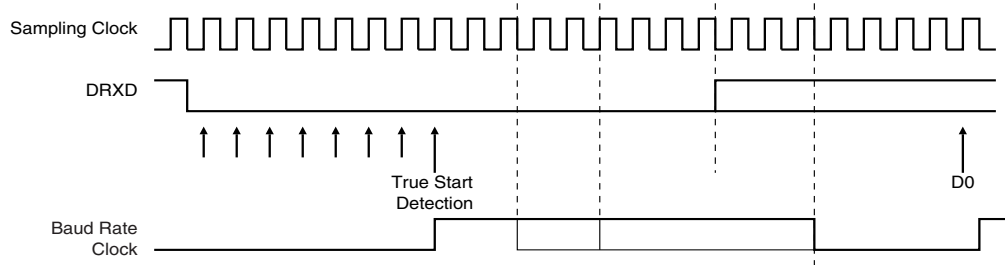 Sampling Clock
DRXD
True Start
Detection
D0
Baud Rate
Clock